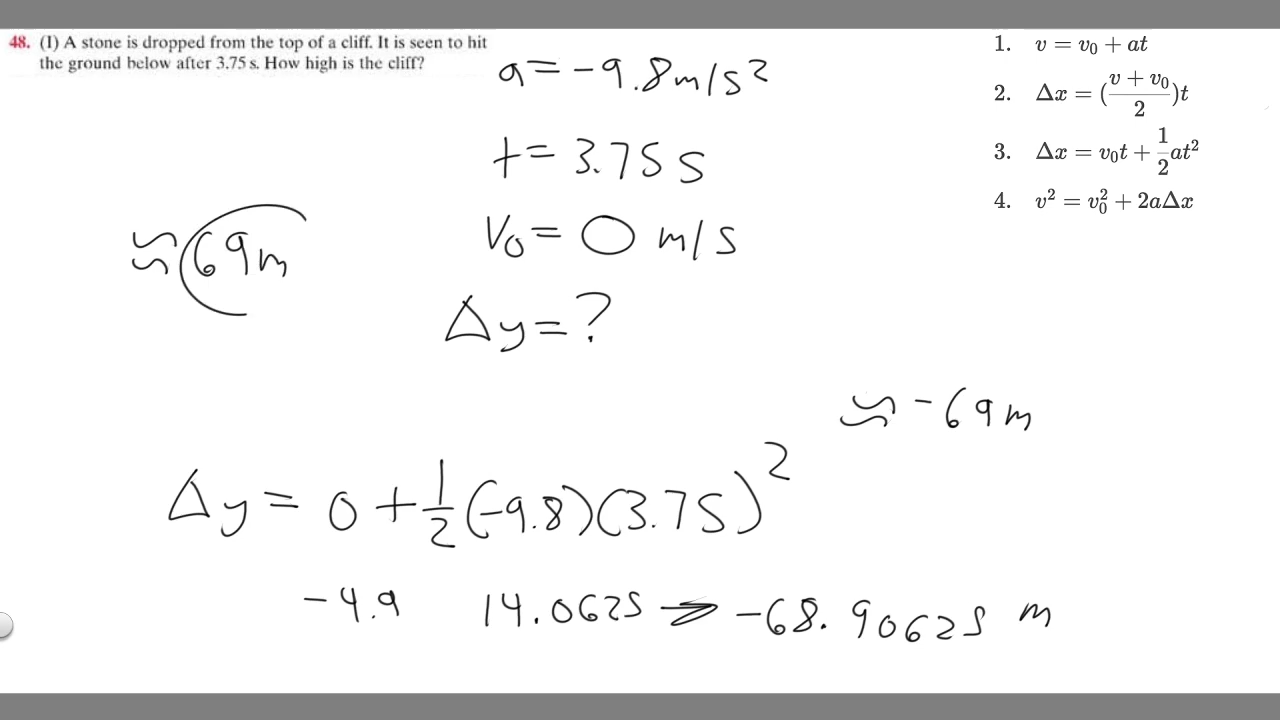 48. (I) A stone is dropped from the top of a cliff. It is seen to hit
the ground below after 3.75 s. How high is the cliff?
a = -9.8 m/s²
t = 3.75 s
V₀ = 0 m/s
Δy = ?
≈ 69 m
1. v = v₀ + at
2. Δx = ((v + v₀)/2)t
3. Δx = v₀t + ½at²
4. v² = v₀² + 2aΔx
≈ -69 m
Δy = 0 + ½(-9.8)(3.75)²
-4.9 14.0625 → -68.90625 m